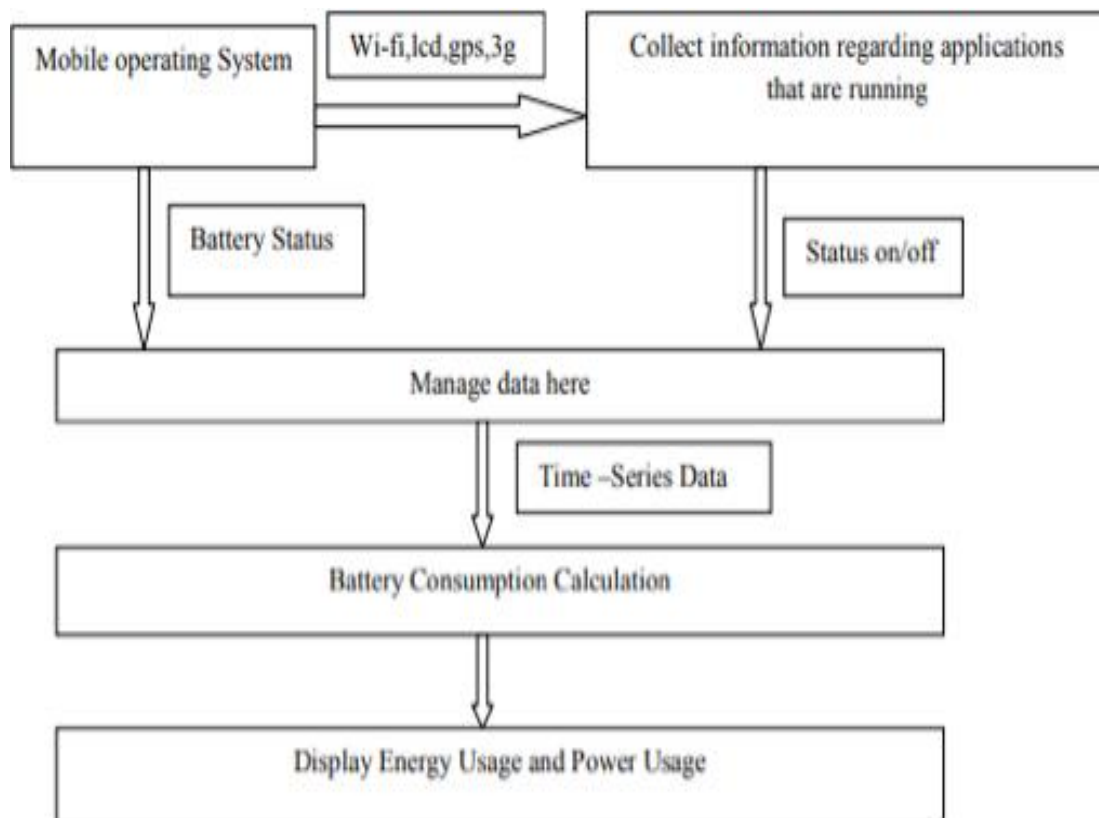 Mobile operating System
Wi-fi,lcd,gps,3g
Collect information regarding applications
that are running
Battery Status
Status on/off
Manage data here
Time –Series Data
Battery Consumption Calculation
Display Energy Usage and Power Usage